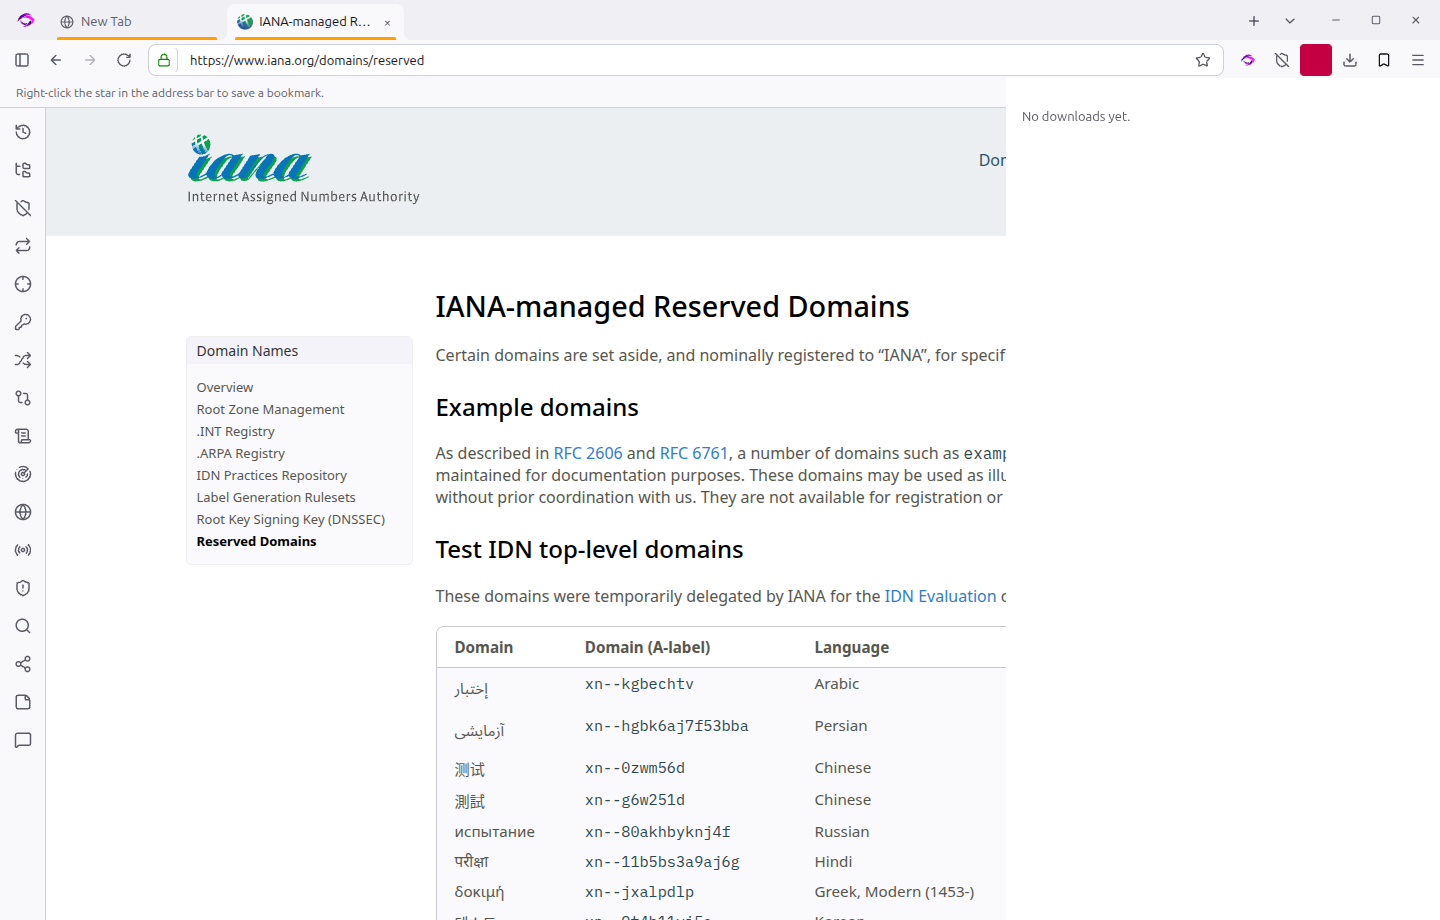 New Tab
IANA-managed R...
https://www.iana.org/domains/reserved
Right-click the star in the address bar to save a bookmark.
No downloads yet.
iana
Internet Assigned Numbers Authority
IANA-managed Reserved Domains
Domain Names
Overview
Root Zone Management
.INT Registry
.ARPA Registry
IDN Practices Repository
Label Generation Rulesets
Root Key Signing Key (DNSSEC)
Reserved Domains
Certain domains are set aside, and nominally registered to “IANA”, for specif
Example domains
As described in RFC 2606 and RFC 6761, a number of domains such as examp
maintained for documentation purposes. These domains may be used as illu
without prior coordination with us. They are not available for registration or
Test IDN top-level domains
These domains were temporarily delegated by IANA for the IDN Evaluation
Domain Domain (A-label) Language
إختبار xn--kgbechtv Arabic
آزمایشی xn--hgbk6aj7f53bba Persian
测试 xn--0zwm56d Chinese
測試 xn--g6w251d Chinese
испытание xn--80akhbyknj4f Russian
परीक्षा xn--11b5bs3a9aj6g Hindi
δοκιμή xn--jxalpdlp Greek, Modern (1453-)